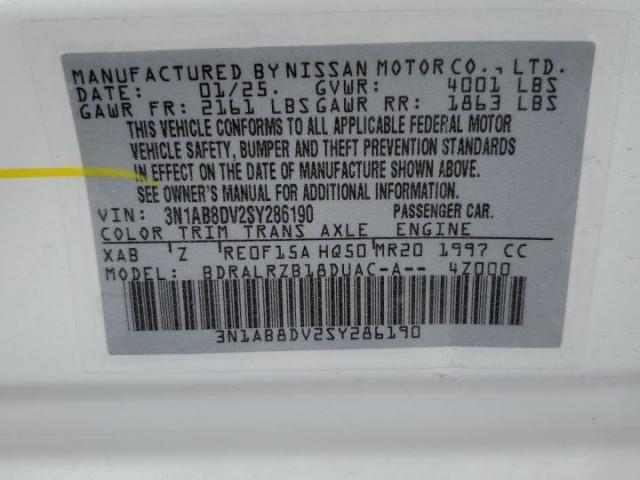 MANUFACTURED BY NISSAN MOTOR CO., LTD.
DATE: 01/25. GVWR: 4001 LBS
GAWR FR: 2161 LBS GAWR RR: 1863 LBS
THIS VEHICLE CONFORMS TO ALL APPLICABLE FEDERAL MOTOR
VEHICLE SAFETY, BUMPER AND THEFT PREVENTION STANDARDS
IN EFFECT ON THE DATE OF MANUFACTURE SHOWN ABOVE.
SEE OWNER'S MANUAL FOR ADDITIONAL INFORMATION.
VIN: 3N1AB8DV2SY286190 PASSENGER CAR.
COLOR TRIM TRANS AXLE ENGINE
XAB Z RE0F15A HQ50 MR20 1997 CC
MODEL: BDRALRZB18DUAC-A-- 4Z000
3N1AB8DV2SY286190